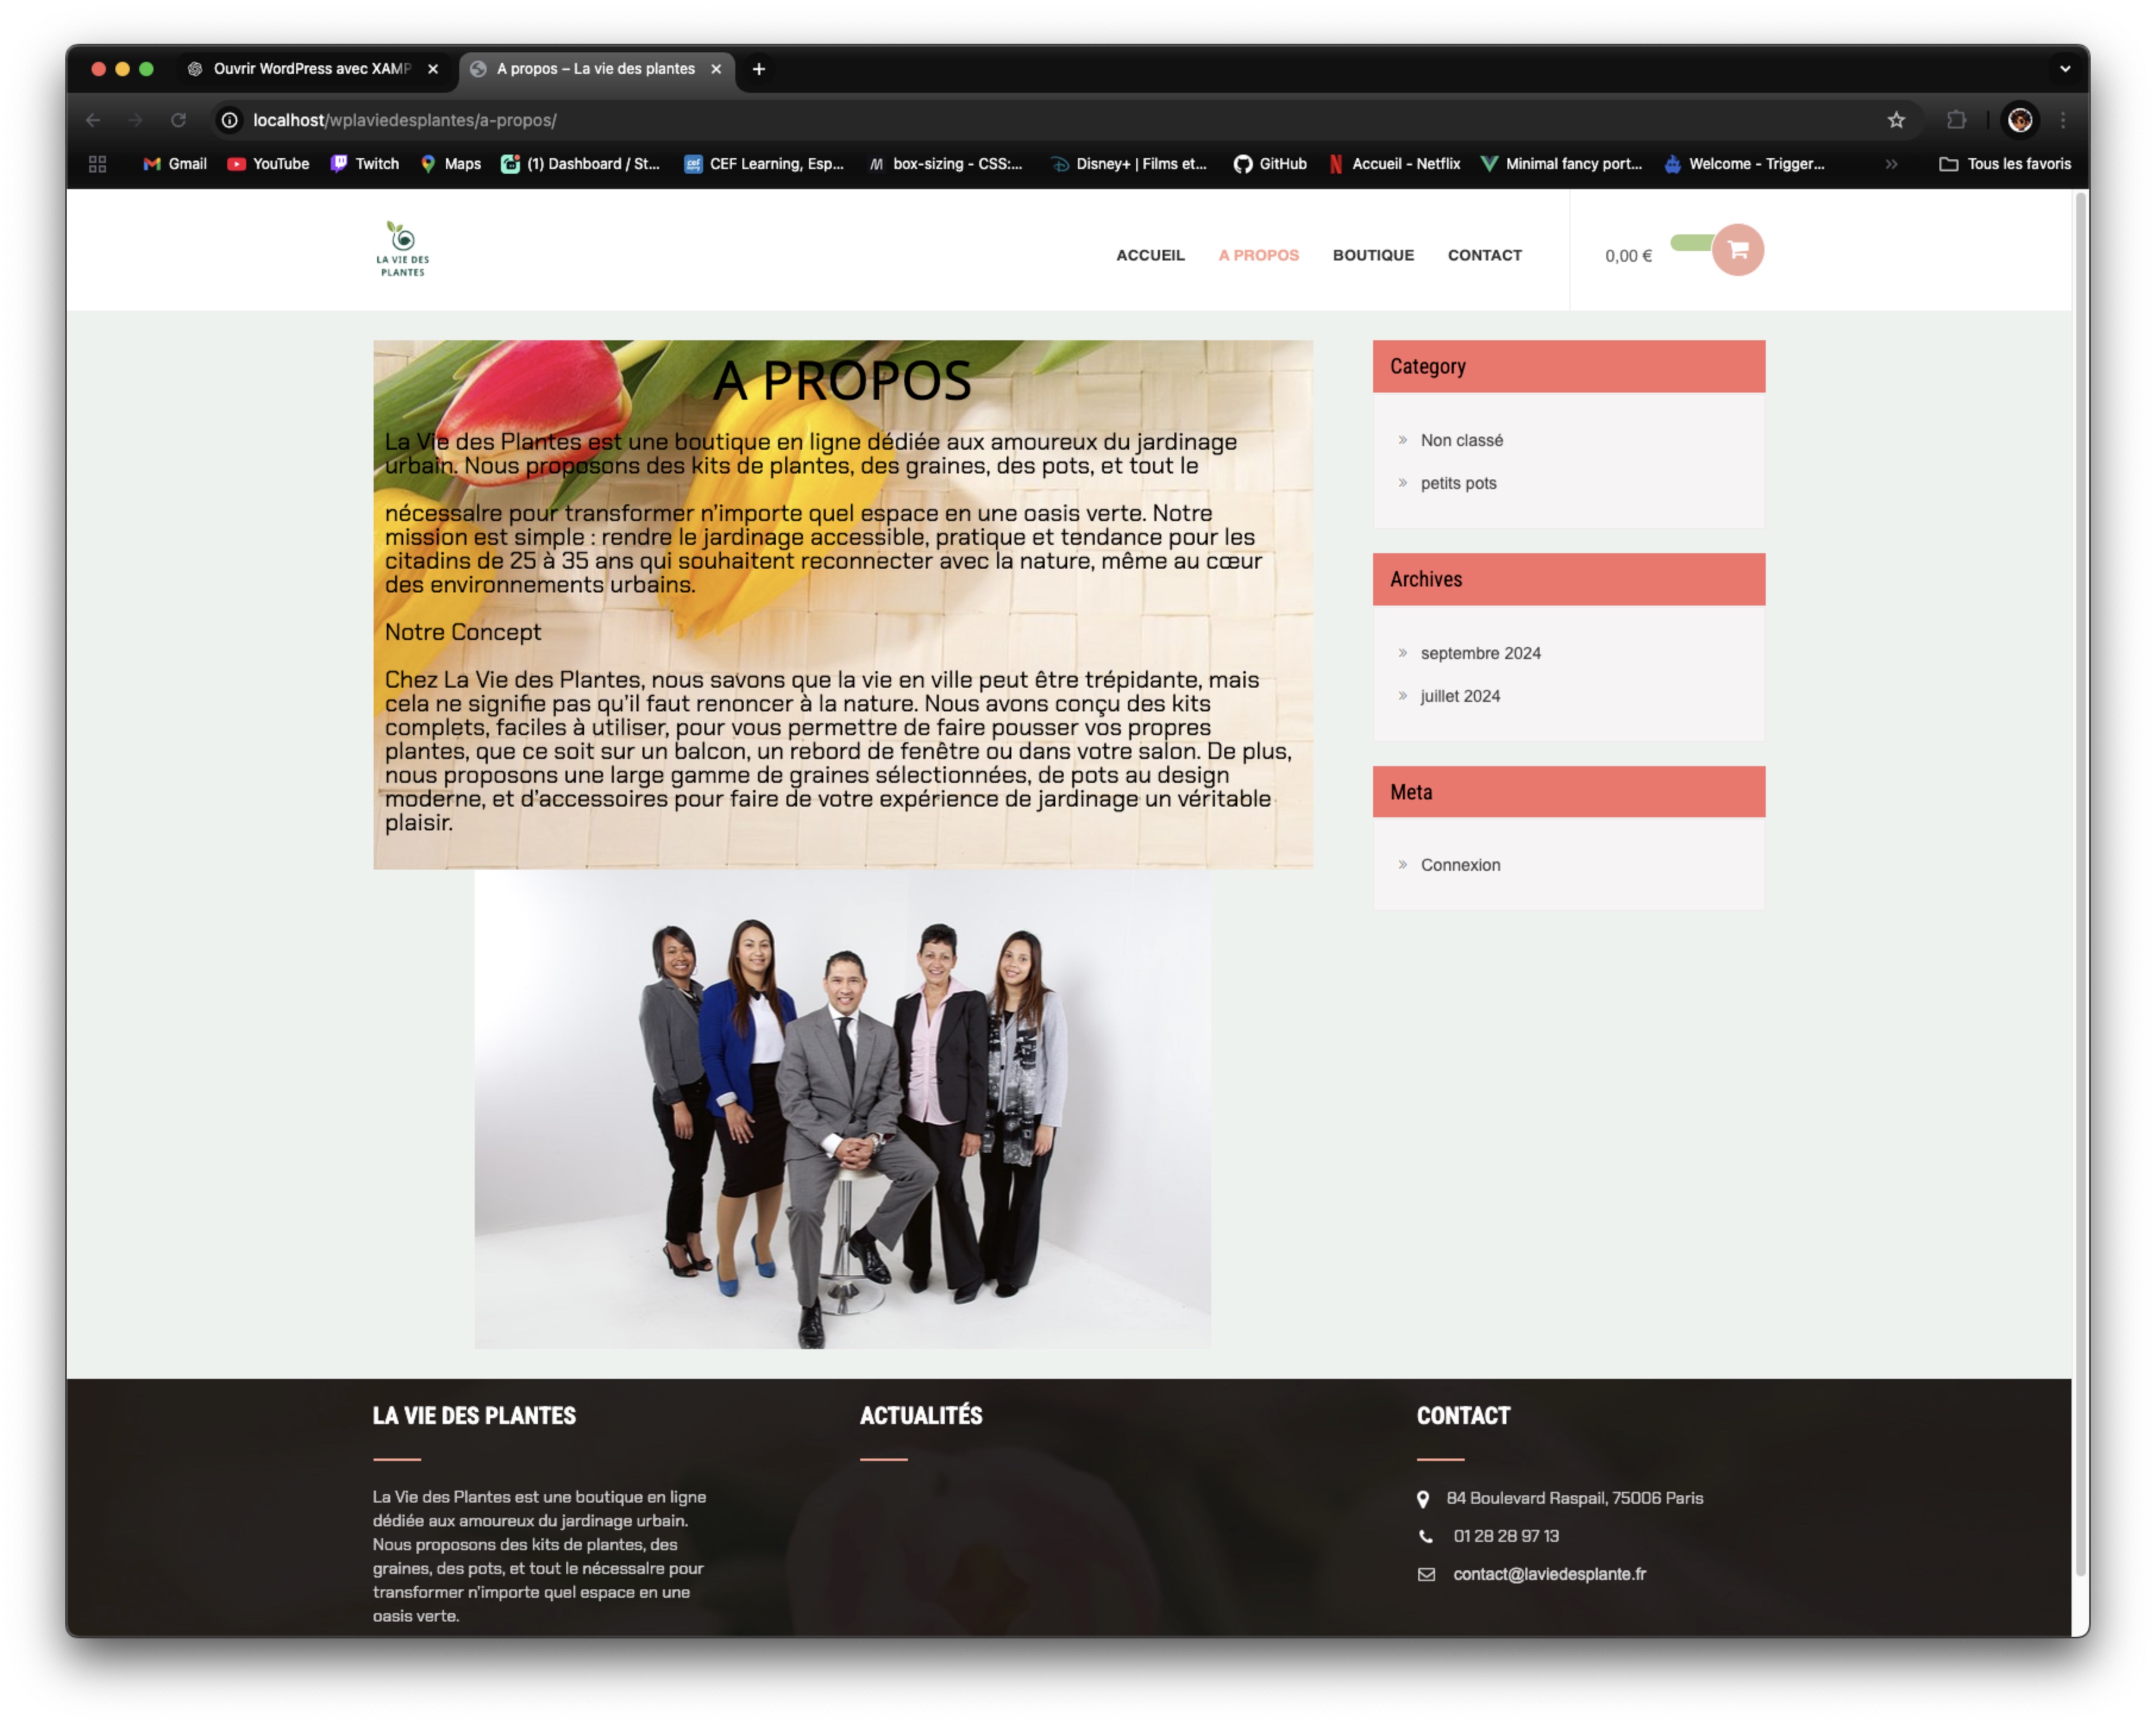 Ouvrir WordPress avec XAMP
A propos – La vie des plantes
localhost/wplaviedesplantes/a-propos/
Gmail
YouTube
Twitch
Maps
(1) Dashboard / St...
CEF Learning, Esp...
box-sizing - CSS:...
Disney+ | Films et...
GitHub
Accueil - Netflix
Minimal fancy port...
Welcome - Trigger...
Tous les favoris
LA VIE DES
PLANTES
ACCUEIL
A PROPOS
BOUTIQUE
CONTACT
0,00 €
A PROPOS
La Vie des Plantes est une boutique en ligne dédiée aux amoureux du jardinage
urbain. Nous proposons des kits de plantes, des graines, des pots, et tout le
nécessaIre pour transformer n’importe quel espace en une oasis verte. Notre
mission est simple : rendre le jardinage accessible, pratique et tendance pour les
citadins de 25 à 35 ans qui souhaitent reconnecter avec la nature, même au cœur
des environnements urbains.
Notre Concept
Chez La Vie des Plantes, nous savons que la vie en ville peut être trépidante, mais
cela ne signifie pas qu’il faut renoncer à la nature. Nous avons conçu des kits
complets, faciles à utiliser, pour vous permettre de faire pousser vos propres
plantes, que ce soit sur un balcon, un rebord de fenêtre ou dans votre salon. De plus,
nous proposons une large gamme de graines sélectionnées, de pots au design
moderne, et d’accessoires pour faire de votre expérience de jardinage un véritable
plaisir.
Category
Non classé
petits pots
Archives
septembre 2024
juillet 2024
Meta
Connexion
LA VIE DES PLANTES
La Vie des Plantes est une boutique en ligne
dédiée aux amoureux du jardinage urbain.
Nous proposons des kits de plantes, des
graines, des pots, et tout le nécessaIre pour
transformer n’importe quel espace en une
oasis verte.
ACTUALITÉS
CONTACT
84 Boulevard Raspail, 75006 Paris
01 28 28 97 13
contact@laviedesplante.fr